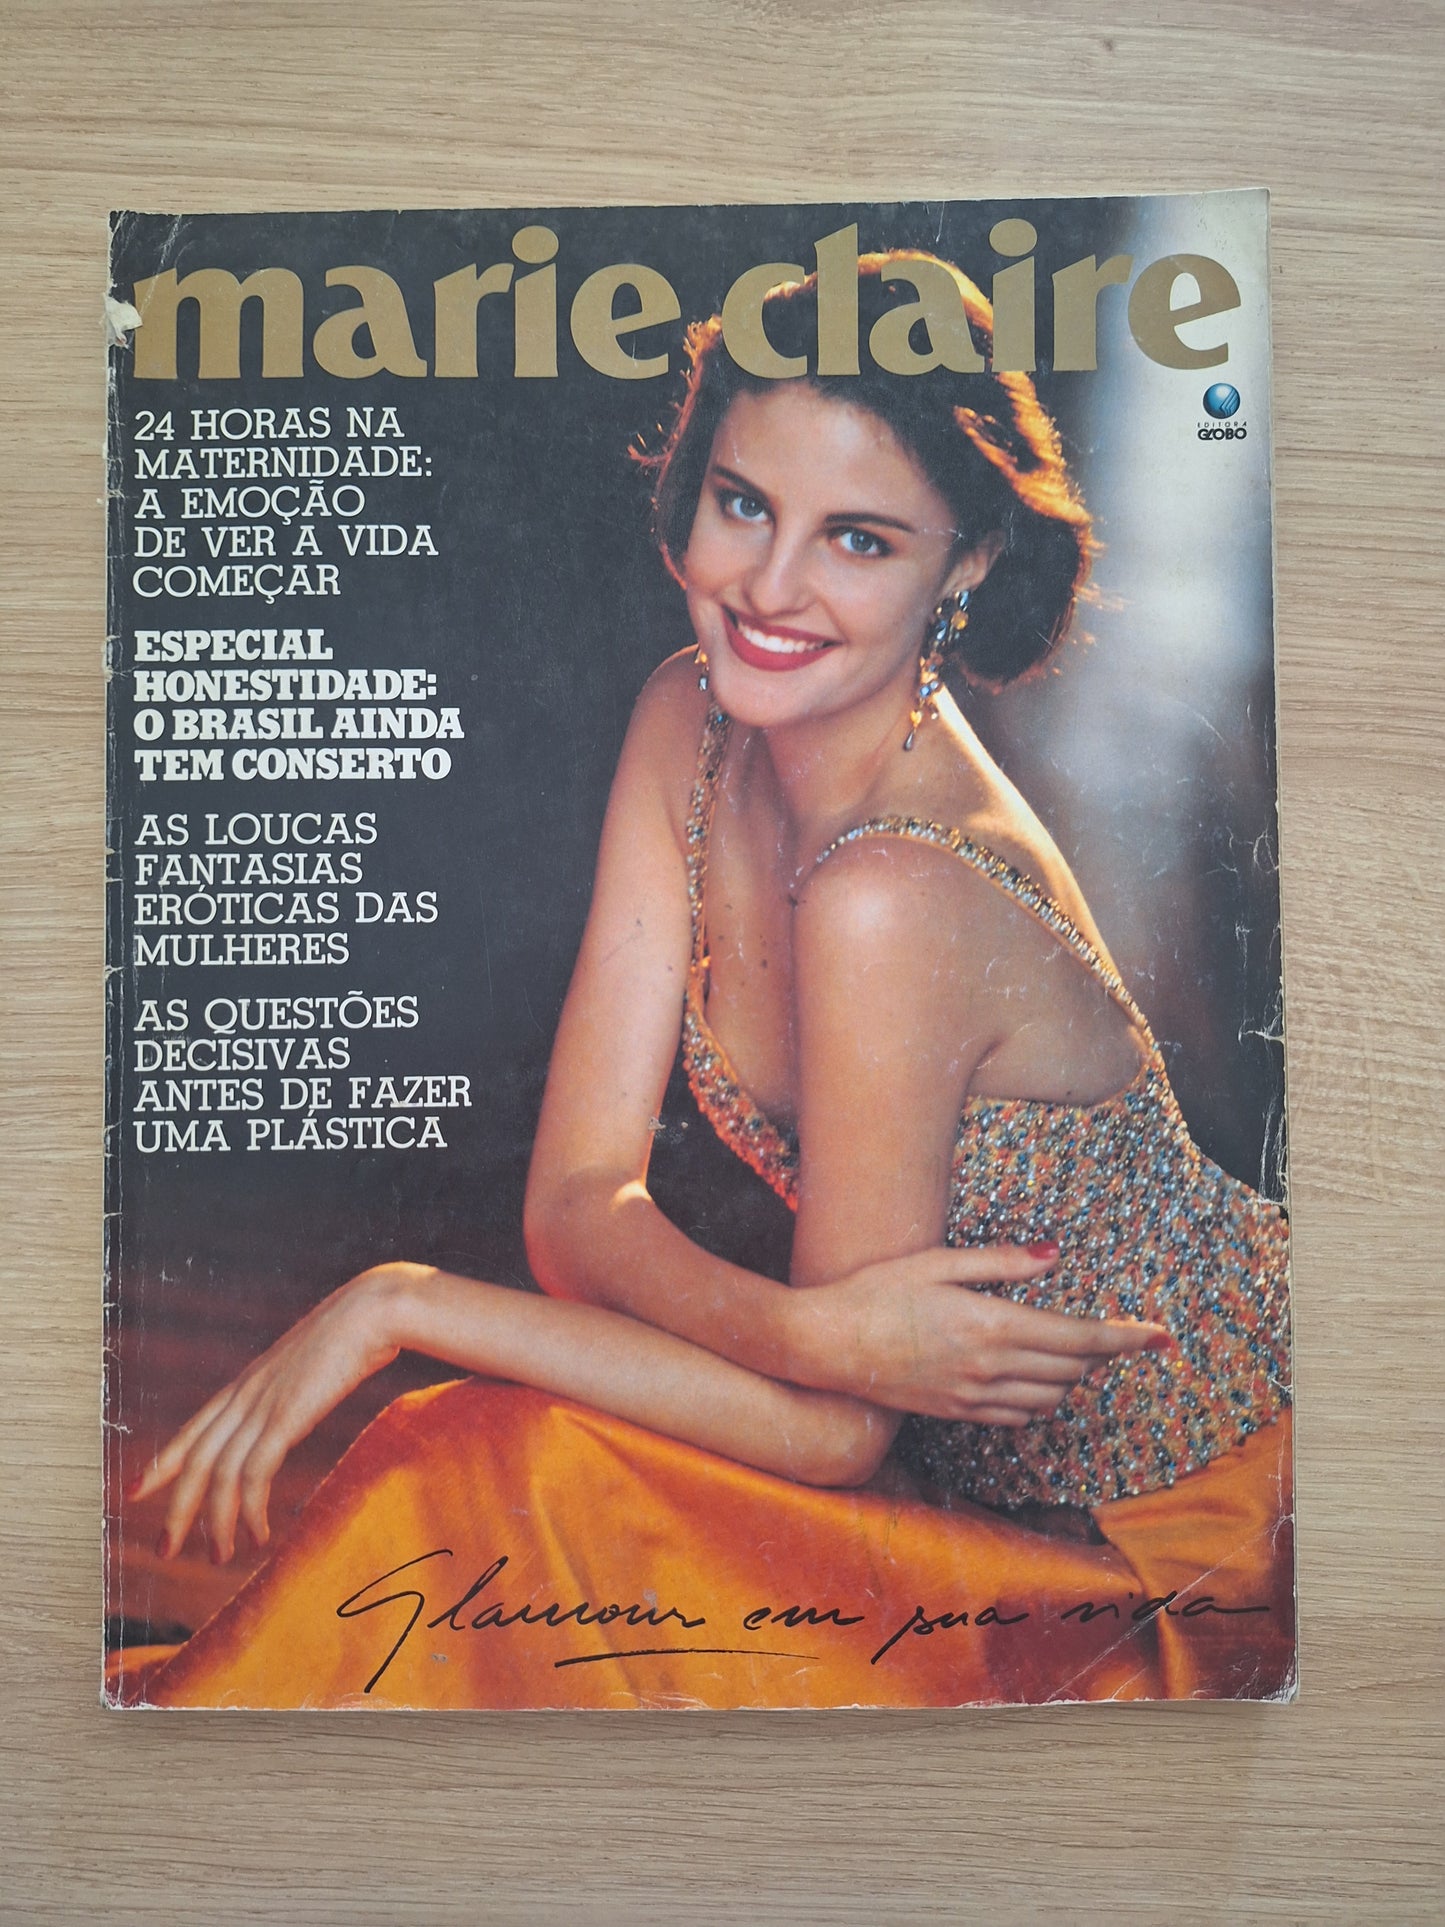 marie claire
EDITORA
GLOBO
24 HORAS NA
MATERNIDADE:
A EMOÇÃO
DE VER A VIDA
COMEÇAR
ESPECIAL
HONESTIDADE:
O BRASIL AINDA
TEM CONSERTO
AS LOUCAS
FANTASIAS
ERÓTICAS DAS
MULHERES
AS QUESTÕES
DECISIVAS
ANTES DE FAZER
UMA PLÁSTICA
Glamour em sua vida